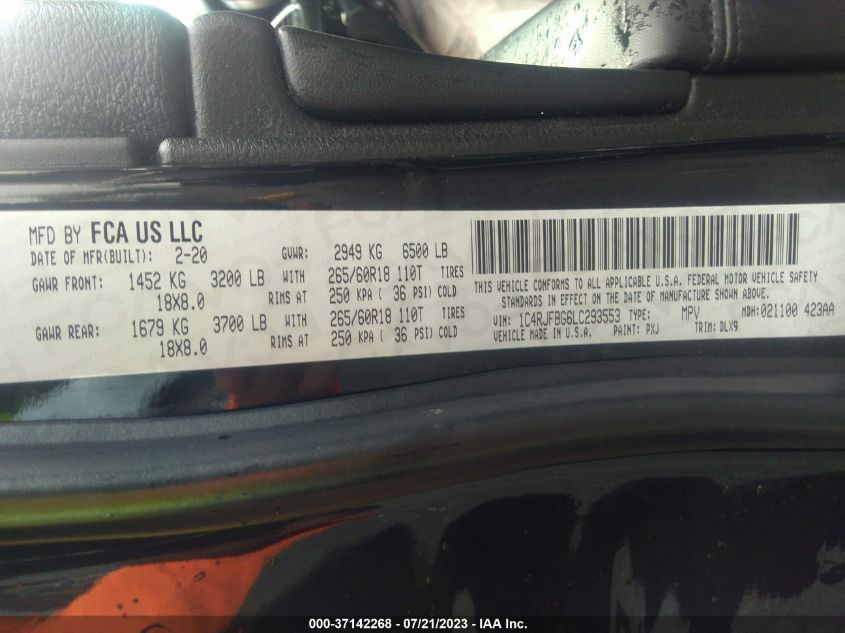 MFD BY FCA US LLC
DATE OF MFR(BUILT): 2-20 GVWR: 2949 KG 6500 LB
GAWR FRONT: 1452 KG 3200 LB WITH 265/60R18 110T TIRES
18X8.0 RIMS AT 250 KPA ( 36 PSI) COLD
GAWR REAR: 1679 KG 3700 LB WITH 265/60R18 110T TIRES
18X8.0 RIMS AT 250 KPA ( 36 PSI) COLD
THIS VEHICLE CONFORMS TO ALL APPLICABLE U.S.A. FEDERAL MOTOR VEHICLE SAFETY
STANDARDS IN EFFECT ON THE DATE OF MANUFACTURE SHOWN ABOVE.
VIN: 1C4RJFBG6LC293553 TYPE: MPV MDH: 021100 423AA
VEHICLE MADE IN U.S.A. PAINT: PXJ TRIM: DLX9
000-37142268 - 07/21/2023 - IAA Inc.